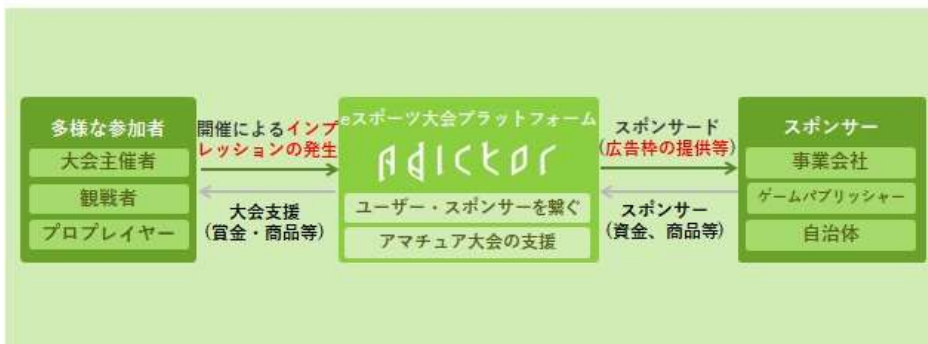 多様な参加者
大会主催者
観戦者
プロプレイヤー
開催によるインプ
レッションの発生
大会支援
(賞金・商品等)
eスポーツ大会プラットフォーム
Adictor
ユーザー・スポンサーを繋ぐ
アマチュア大会の支援
スポンサード
(広告枠の提供等)
スポンサー
(資金、商品等)
スポンサー
事業会社
ゲームパブリッシャー
自治体